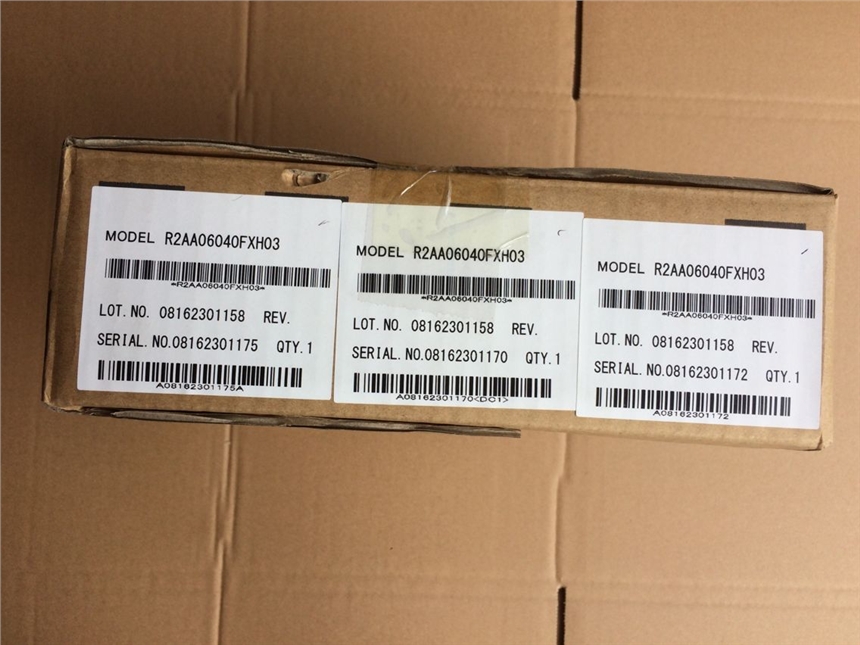 MODEL R2AA06040FXH03
*R2AA06040FXH03*
LOT.NO. 08162301158 REV.
SERIAL.NO.08162301175 QTY.1
A08162301175A
MODEL R2AA06040FXH03
*R2AA06040FXH03*
LOT.NO. 08162301158 REV.
SERIAL.NO.08162301170 QTY.1
A08162301170<DC1>
MODEL R2AA06040FXH03
*R2AA06040FXH03*
LOT.NO. 08162301158 REV.
SERIAL.NO.08162301172 QTY.1
A08162301172